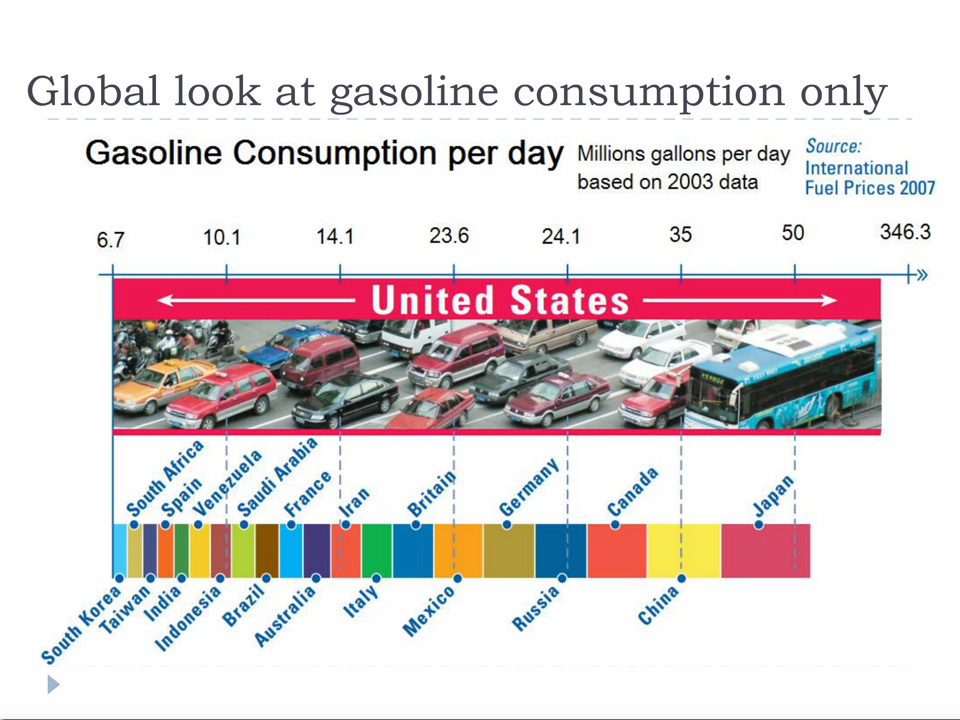 Global look at gasoline consumption only
Gasoline Consumption per day
Millions gallons per day
based on 2003 data
Source:
International
Fuel Prices 2007
6.7 10.1 14.1 23.6 24.1 35 50 346.3
United States
South Africa
Spain
Venezuela
Saudi Arabia
France
Iran
Britain
Germany
Canada
Japan
South Korea
Taiwan
India
Indonesia
Brazil
Australia
Italy
Mexico
Russia
China